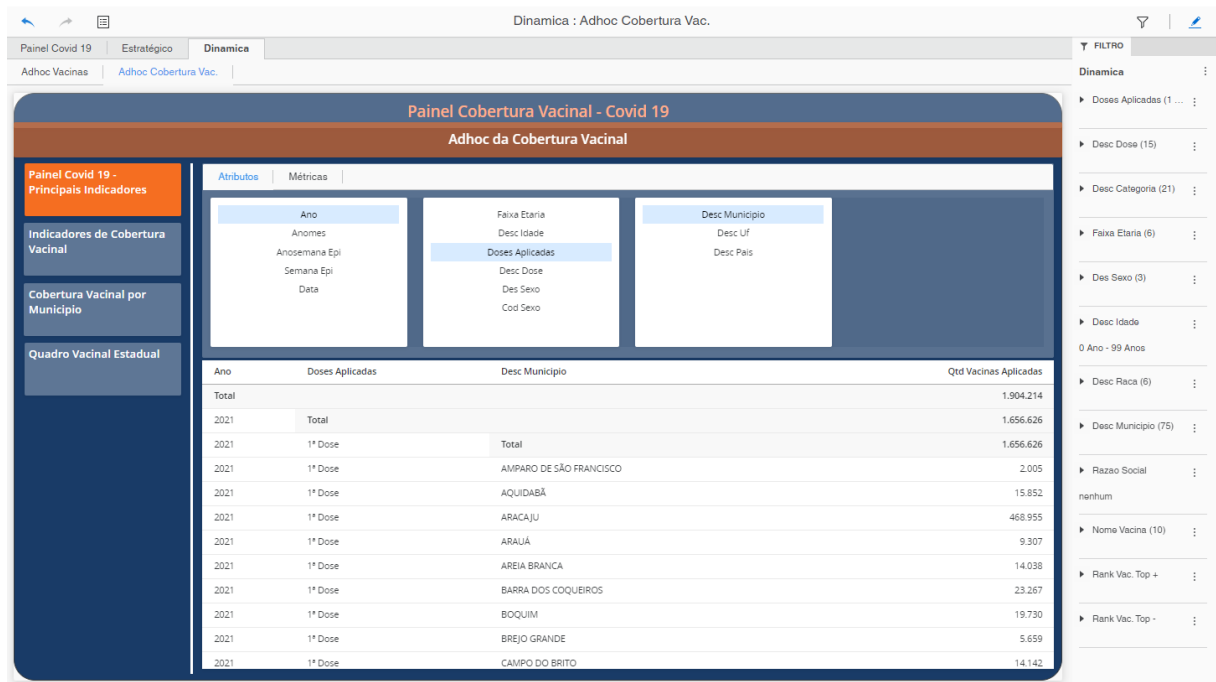 Dinamica : Adhoc Cobertura Vac.
Painel Covid 19 Estratégico Dinamica
Adhoc Vacinas Adhoc Cobertura Vac.
Painel Cobertura Vacinal - Covid 19
Adhoc da Cobertura Vacinal
Painel Covid 19 -
Principais Indicadores
Indicadores de Cobertura
Vacinal
Cobertura Vacinal por
Municipio
Quadro Vacinal Estadual
Atributos Métricas
Ano
Anomes
Anosemana Epi
Semana Epi
Data
Faixa Etaria
Desc Idade
Doses Aplicadas
Desc Dose
Des Sexo
Cod Sexo
Desc Municipio
Desc Uf
Desc Pais
Ano Doses Aplicadas Desc Municipio Qtd Vacinas Aplicadas
Total 1.904.214
2021 Total 1.656.626
2021 1ª Dose Total 1.656.626
2021 1ª Dose AMPARO DE SÃO FRANCISCO 2.005
2021 1ª Dose AQUIDABÃ 15.852
2021 1ª Dose ARACAJU 468.955
2021 1ª Dose ARAUÁ 9.307
2021 1ª Dose AREIA BRANCA 14.038
2021 1ª Dose BARRA DOS COQUEIROS 23.267
2021 1ª Dose BOQUIM 19.730
2021 1ª Dose BREJO GRANDE 5.659
2021 1ª Dose CAMPO DO BRITO 14.142
FILTRO
Dinamica
Doses Aplicadas (1 ...
Desc Dose (15)
Desc Categoria (21)
Faixa Etaria (6)
Des Sexo (3)
Desc Idade
0 Ano - 99 Anos
Desc Raca (6)
Desc Municipio (75)
Razao Social
nenhum
Nome Vacina (10)
Rank Vac. Top +
Rank Vac. Top -